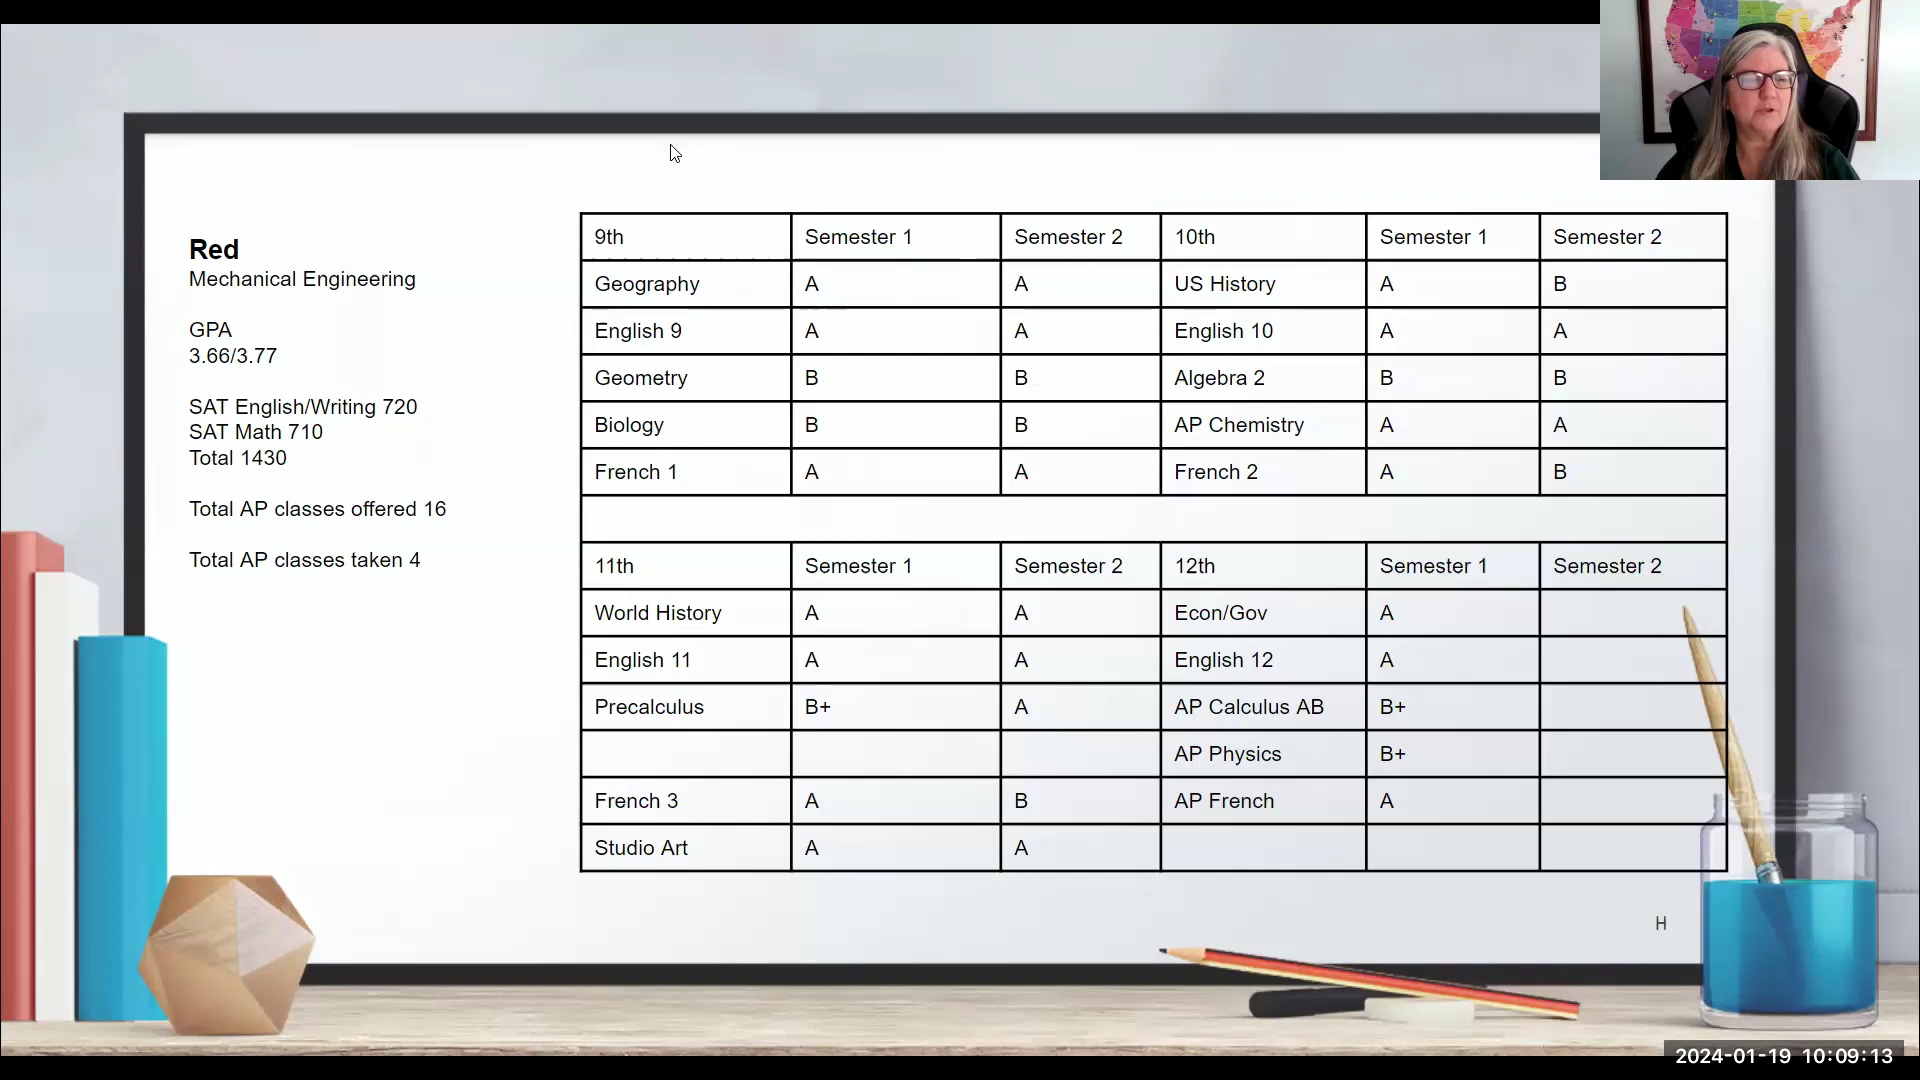 Red
Mechanical Engineering
GPA
3.66/3.77
SAT English/Writing 720
SAT Math 710
Total 1430
Total AP classes offered 16
Total AP classes taken 4
9th Semester 1 Semester 2 10th Semester 1 Semester 2
Geography A A US History A B
English 9 A A English 10 A A
Geometry B B Algebra 2 B B
Biology B B AP Chemistry A A
French 1 A A French 2 A B
11th Semester 1 Semester 2 12th Semester 1 Semester 2
World History A A Econ/Gov A
English 11 A A English 12 A
Precalculus B+ A AP Calculus AB B+
AP Physics B+
French 3 A B AP French A
Studio Art A A
H
2024-01-19 10:09:13